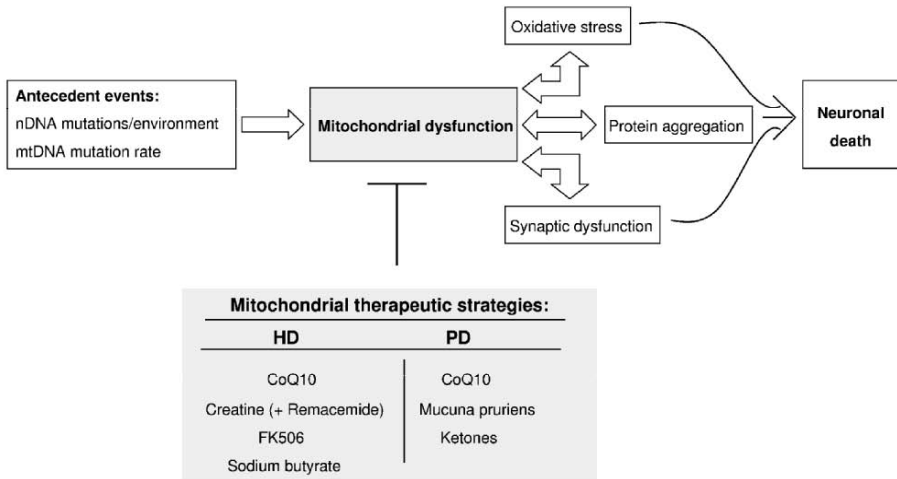 Oxidative stress
Antecedent events:
nDNA mutations/environment
mtDNA mutation rate
Mitochondrial dysfunction
Protein aggregation
Neuronal
death
Synaptic dysfunction
Mitochondrial therapeutic strategies:
HD PD
CoQ10 CoQ10
Creatine (+ Remacemide) Mucuna pruriens
FK506 Ketones
Sodium butyrate